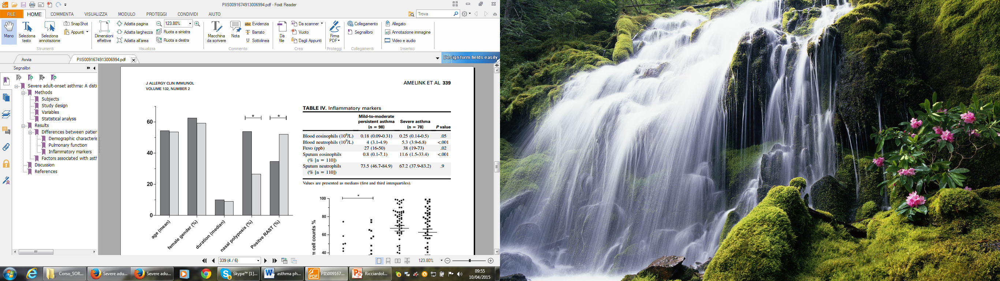 PIIS0091674913006994.pdf - Foxit Reader
FILE HOME COMMENTA VISUALIZZA MODULO PROTEGGI CONDIVIDI AIUTO Trova
Mano
Seleziona testo
Seleziona annotazione
SnapShot
Appunti
Strumenti
Dimensioni effettive
Adatta pagina
Adatta larghezza
Adatta all'area
123.80%
Ruota a sinistra
Ruota a destra
Visualizza
Macchina da scrivere
Nota
Evidenzia
Barrato
Sottolinea
Commento
Da file
Da scanner
Vuoto
Dagli Appunti
Crea
Firma PDF
Proteggi
Collegamento
Segnalibro
Collegamenti
Allegato
Annotazione immagine
Video e audio
Inserisci
Avvia PIIS0091674913006994.pdf Design form fields easily
Segnalibri
Severe adult-onset asthma: A disti
Methods
Subjects
Study design
Variables
Statistical analysis
Results
Differences between patien
Demographic characteris
Pulmonary function
Inflammatory markers
Factors associated with asth
Discussion
References
J ALLERGY CLIN IMMUNOL
VOLUME 132, NUMBER 2
AMELINK ET AL 339
* *
60
40
20
0
age (mean)
female gender (%)
duration (median)
nasal polyposis (%)
Positve RAST (%)
TABLE IV. Inflammatory markers
Mild-to-moderate
persistent asthma Severe asthma
(n = 98) (n = 78) P value
Blood eosinophils (10⁹/L) 0.18 (0.09-0.31) 0.25 (0.14-0.5) .05
Blood neutrophils (10⁹/L) 4 (3.1-4.9) 5.3 (3.9-6.8) <.001
FENO (ppb) 27 (16-50) 38 (19-73) .02
Sputum eosinophils 0.8 (0.1-7.1) 11.6 (1.5-33.4) <.001
(% [n = 110])
Sputum neutrophils 73.5 (46.7-84.9) 67.2 (37.9-83.2) .9
(% [n = 110])
Values are presented as medians (first and third interquartiles).
*
100
80
60
40
m cell counts %
339 (4 / 6) 123.80%
Corso_SOR... Severe adu... Severe adu... Skype™ [1]... asthma ph... PIIS009167... Ricciardol...
09:55
10/04/2015